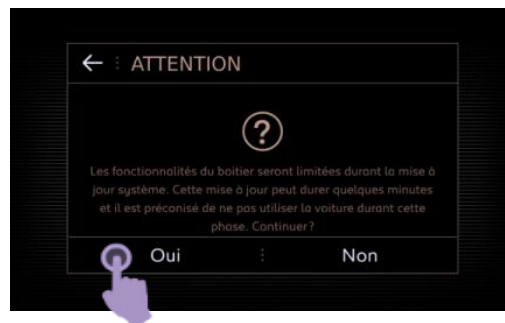 ATTENTION
Les fonctionnalités du boitier seront limitées durant la mise à
jour système. Cette mise à jour peut durer quelques minutes
et il est préconisé de ne pas utiliser la voiture durant cette
phase. Continuer?
Oui Non